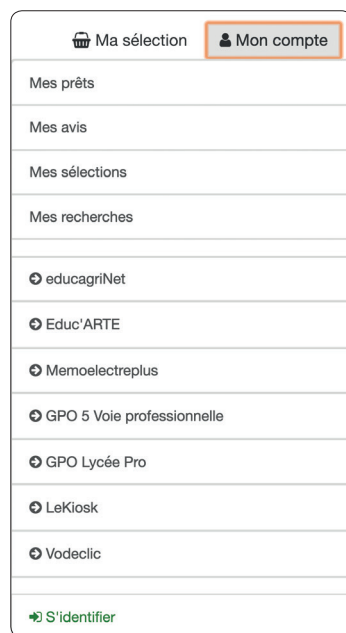 Ma sélection Mon compte
Mes prêts
Mes avis
Mes sélections
Mes recherches
educagriNet
Educ'ARTE
Memoelectreplus
GPO 5 Voie professionnelle
GPO Lycée Pro
LeKiosk
Vodeclic
S'identifier